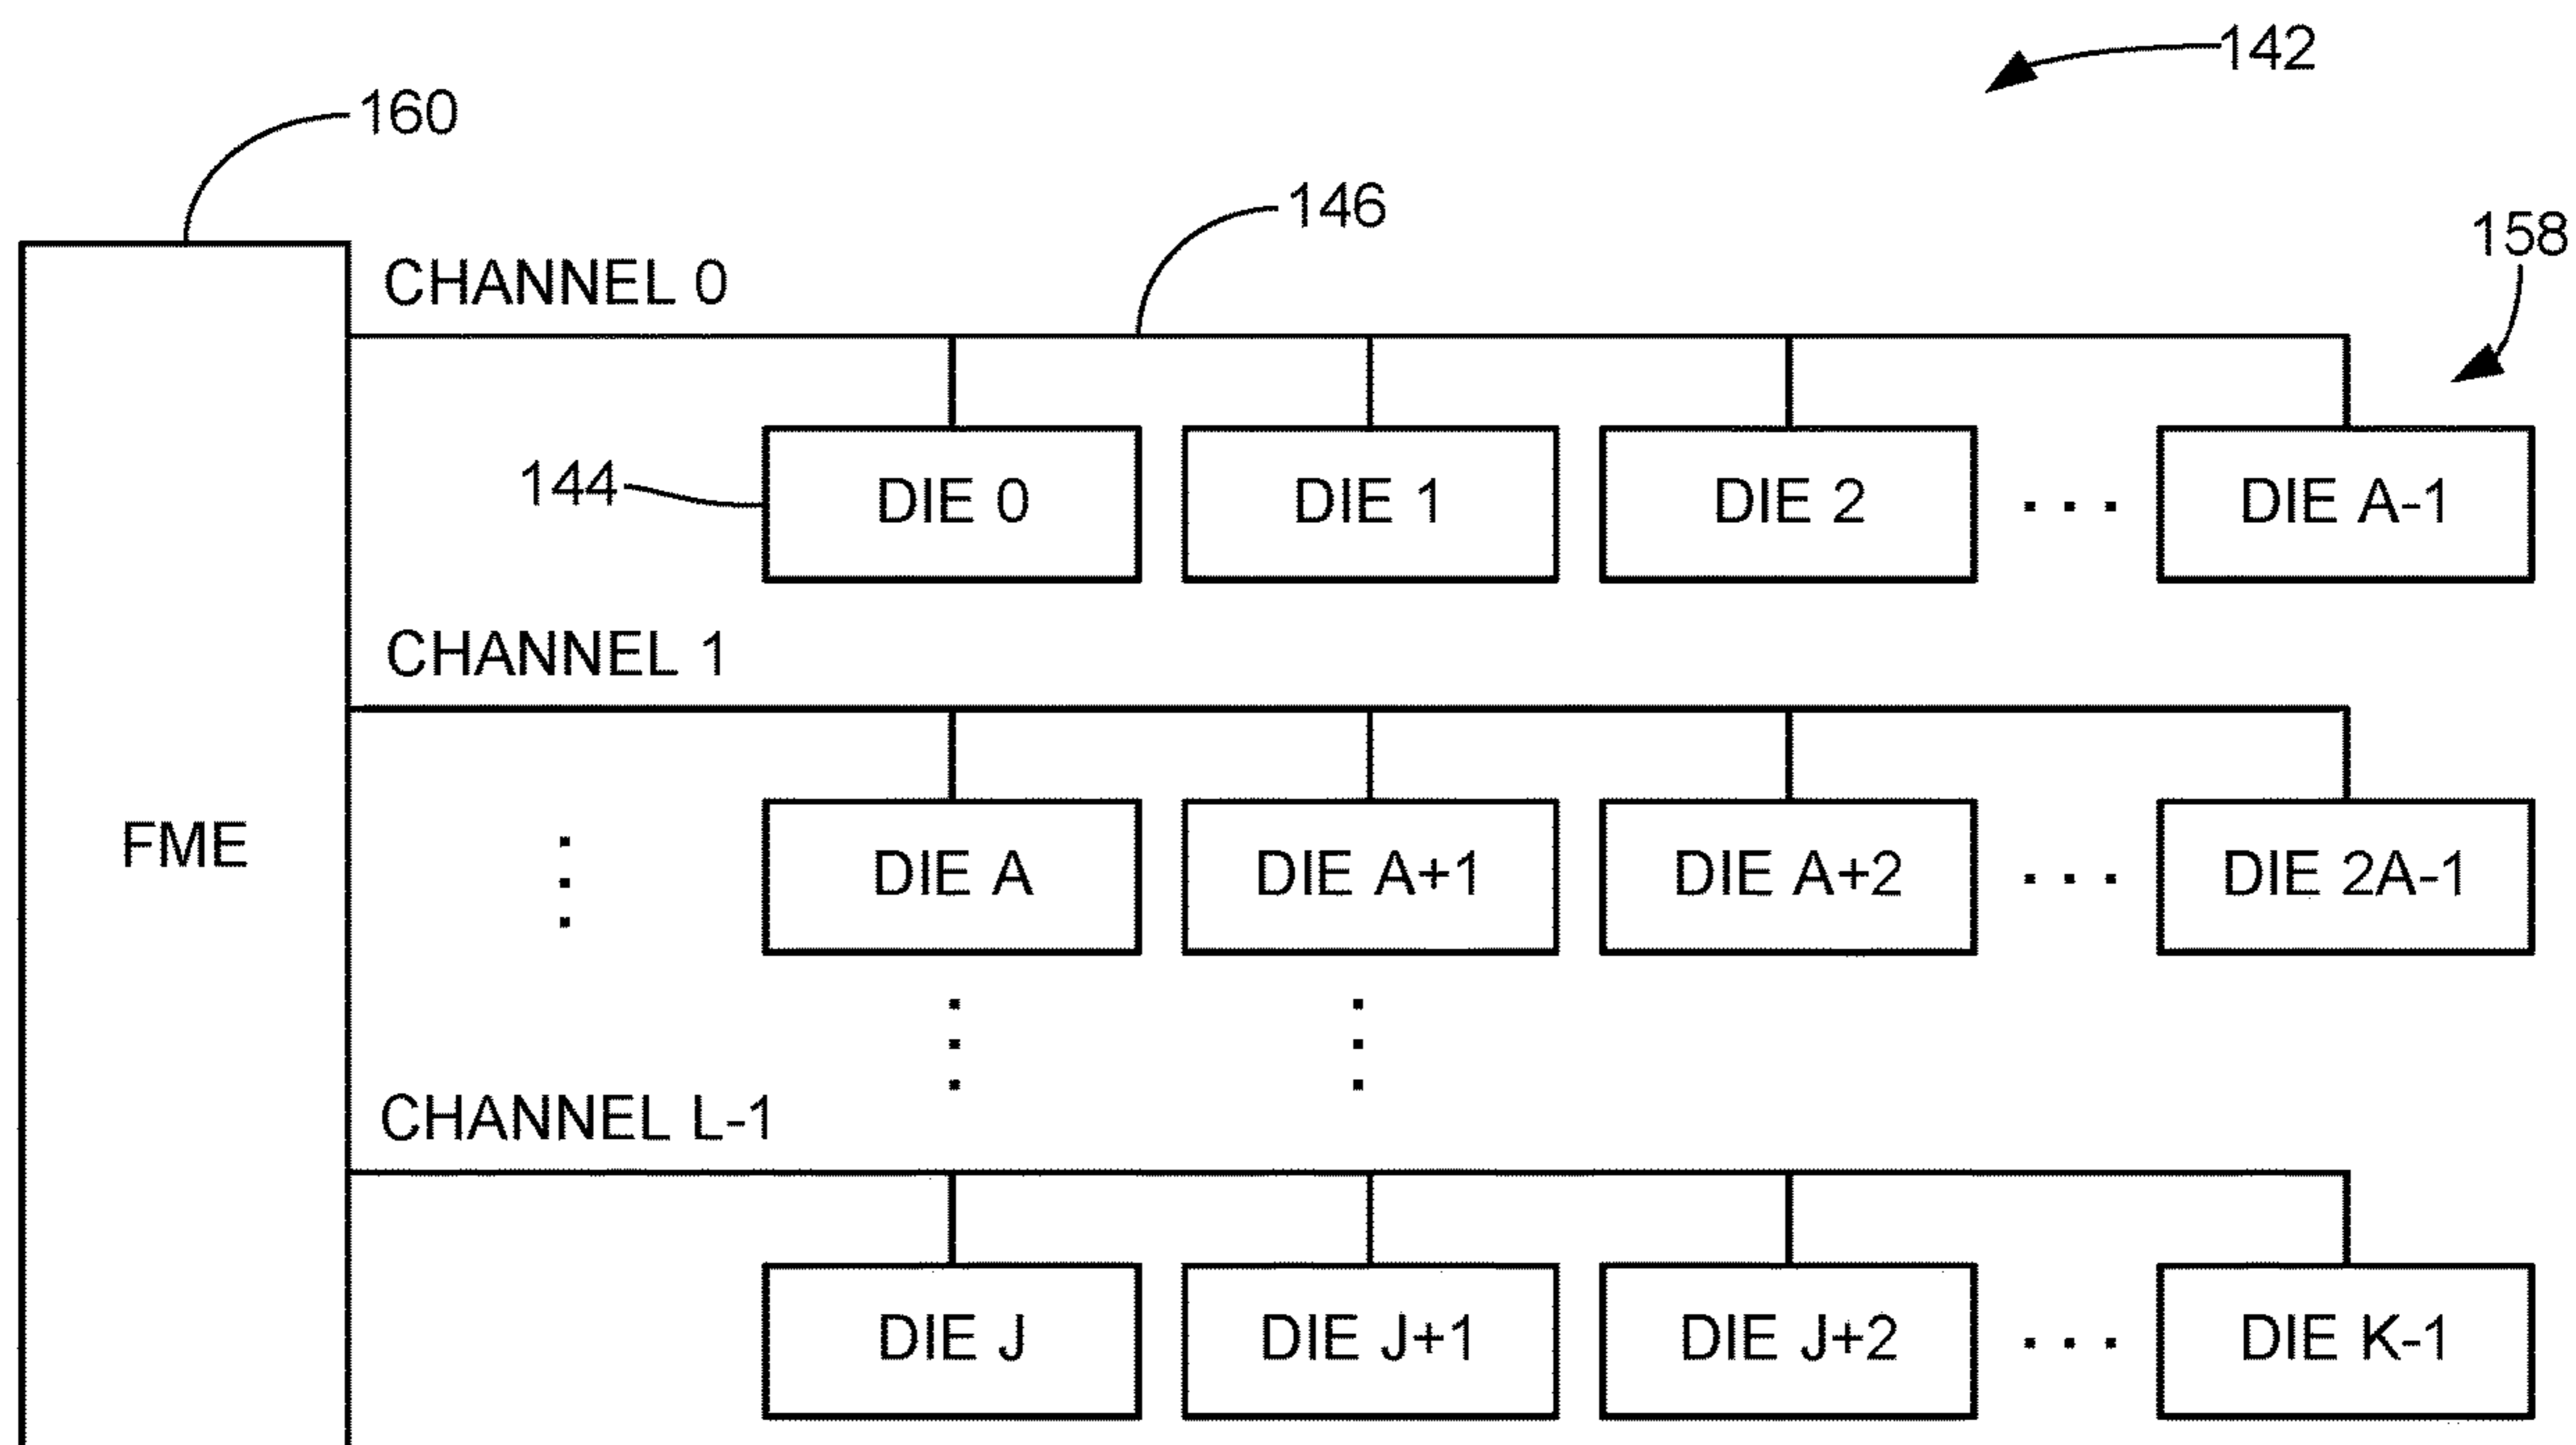 142
160
146
158
CHANNEL 0
144
DIE 0
DIE 1
DIE 2
. . .
DIE A-1
CHANNEL 1
FME
DIE A
DIE A+1
DIE A+2
. . .
DIE 2A-1
CHANNEL L-1
DIE J
DIE J+1
DIE J+2
. . .
DIE K-1